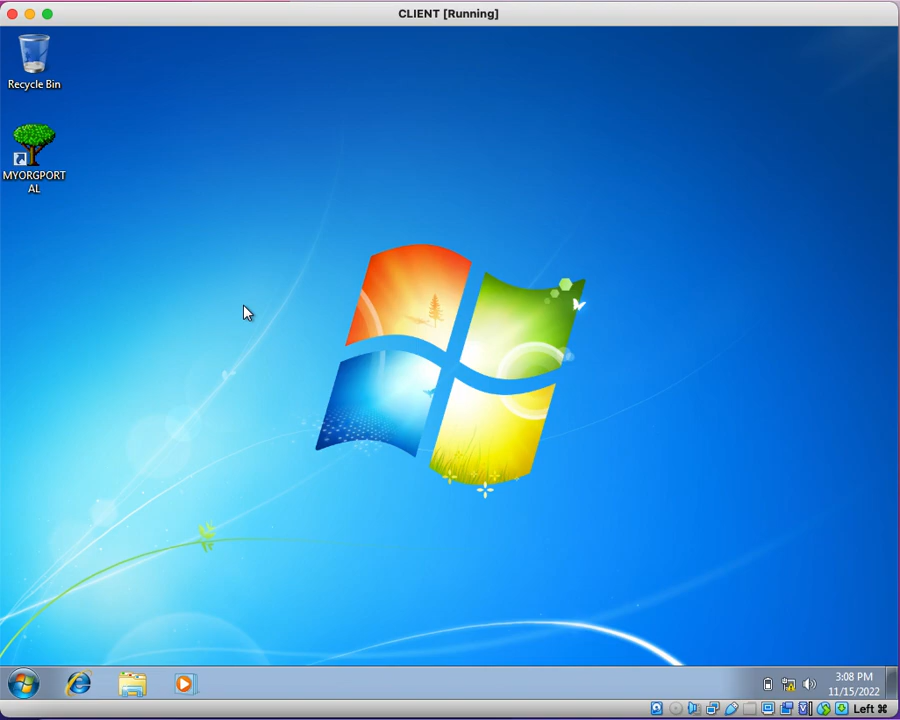 CLIENT [Running]
Recycle Bin
MYORGPORT
AL
3:08 PM
11/15/2022
Left ⌘